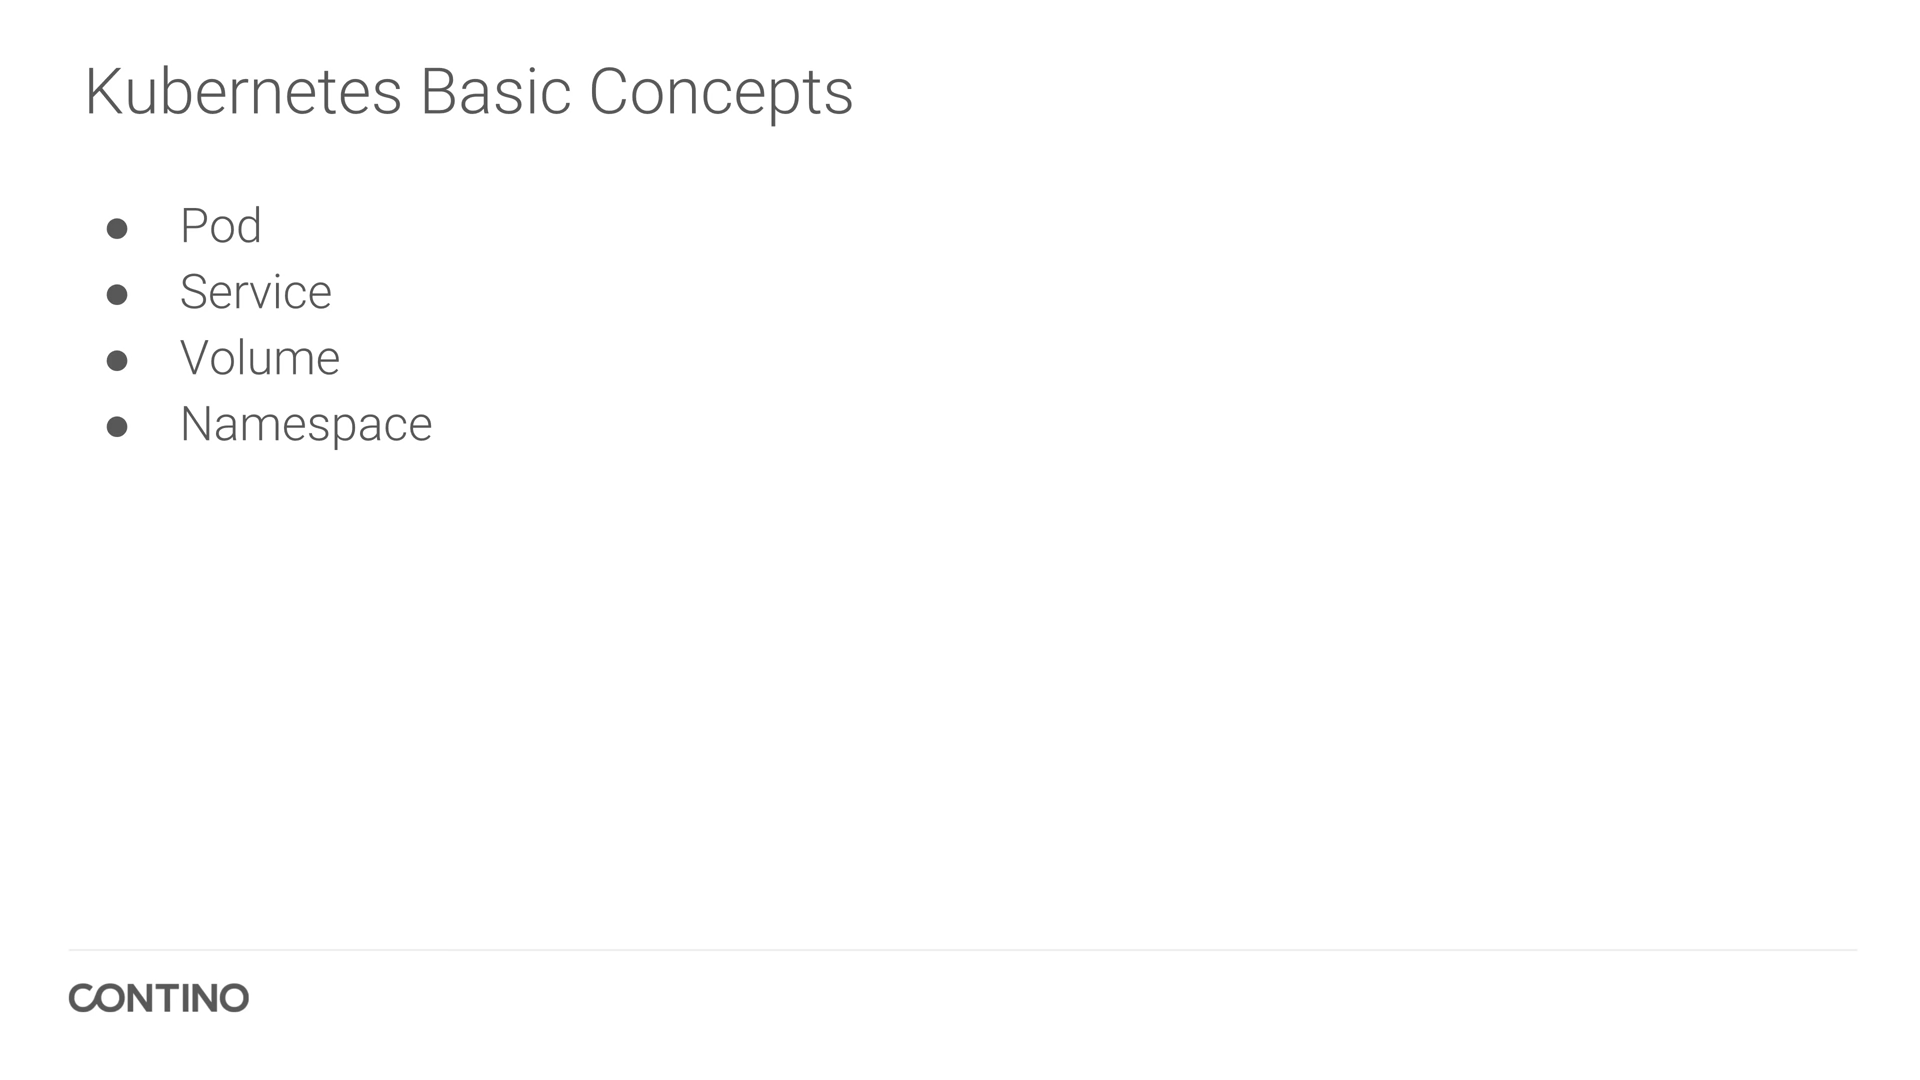 Kubernetes Basic Concepts
● Pod
● Service
● Volume
● Namespace
CONTINO